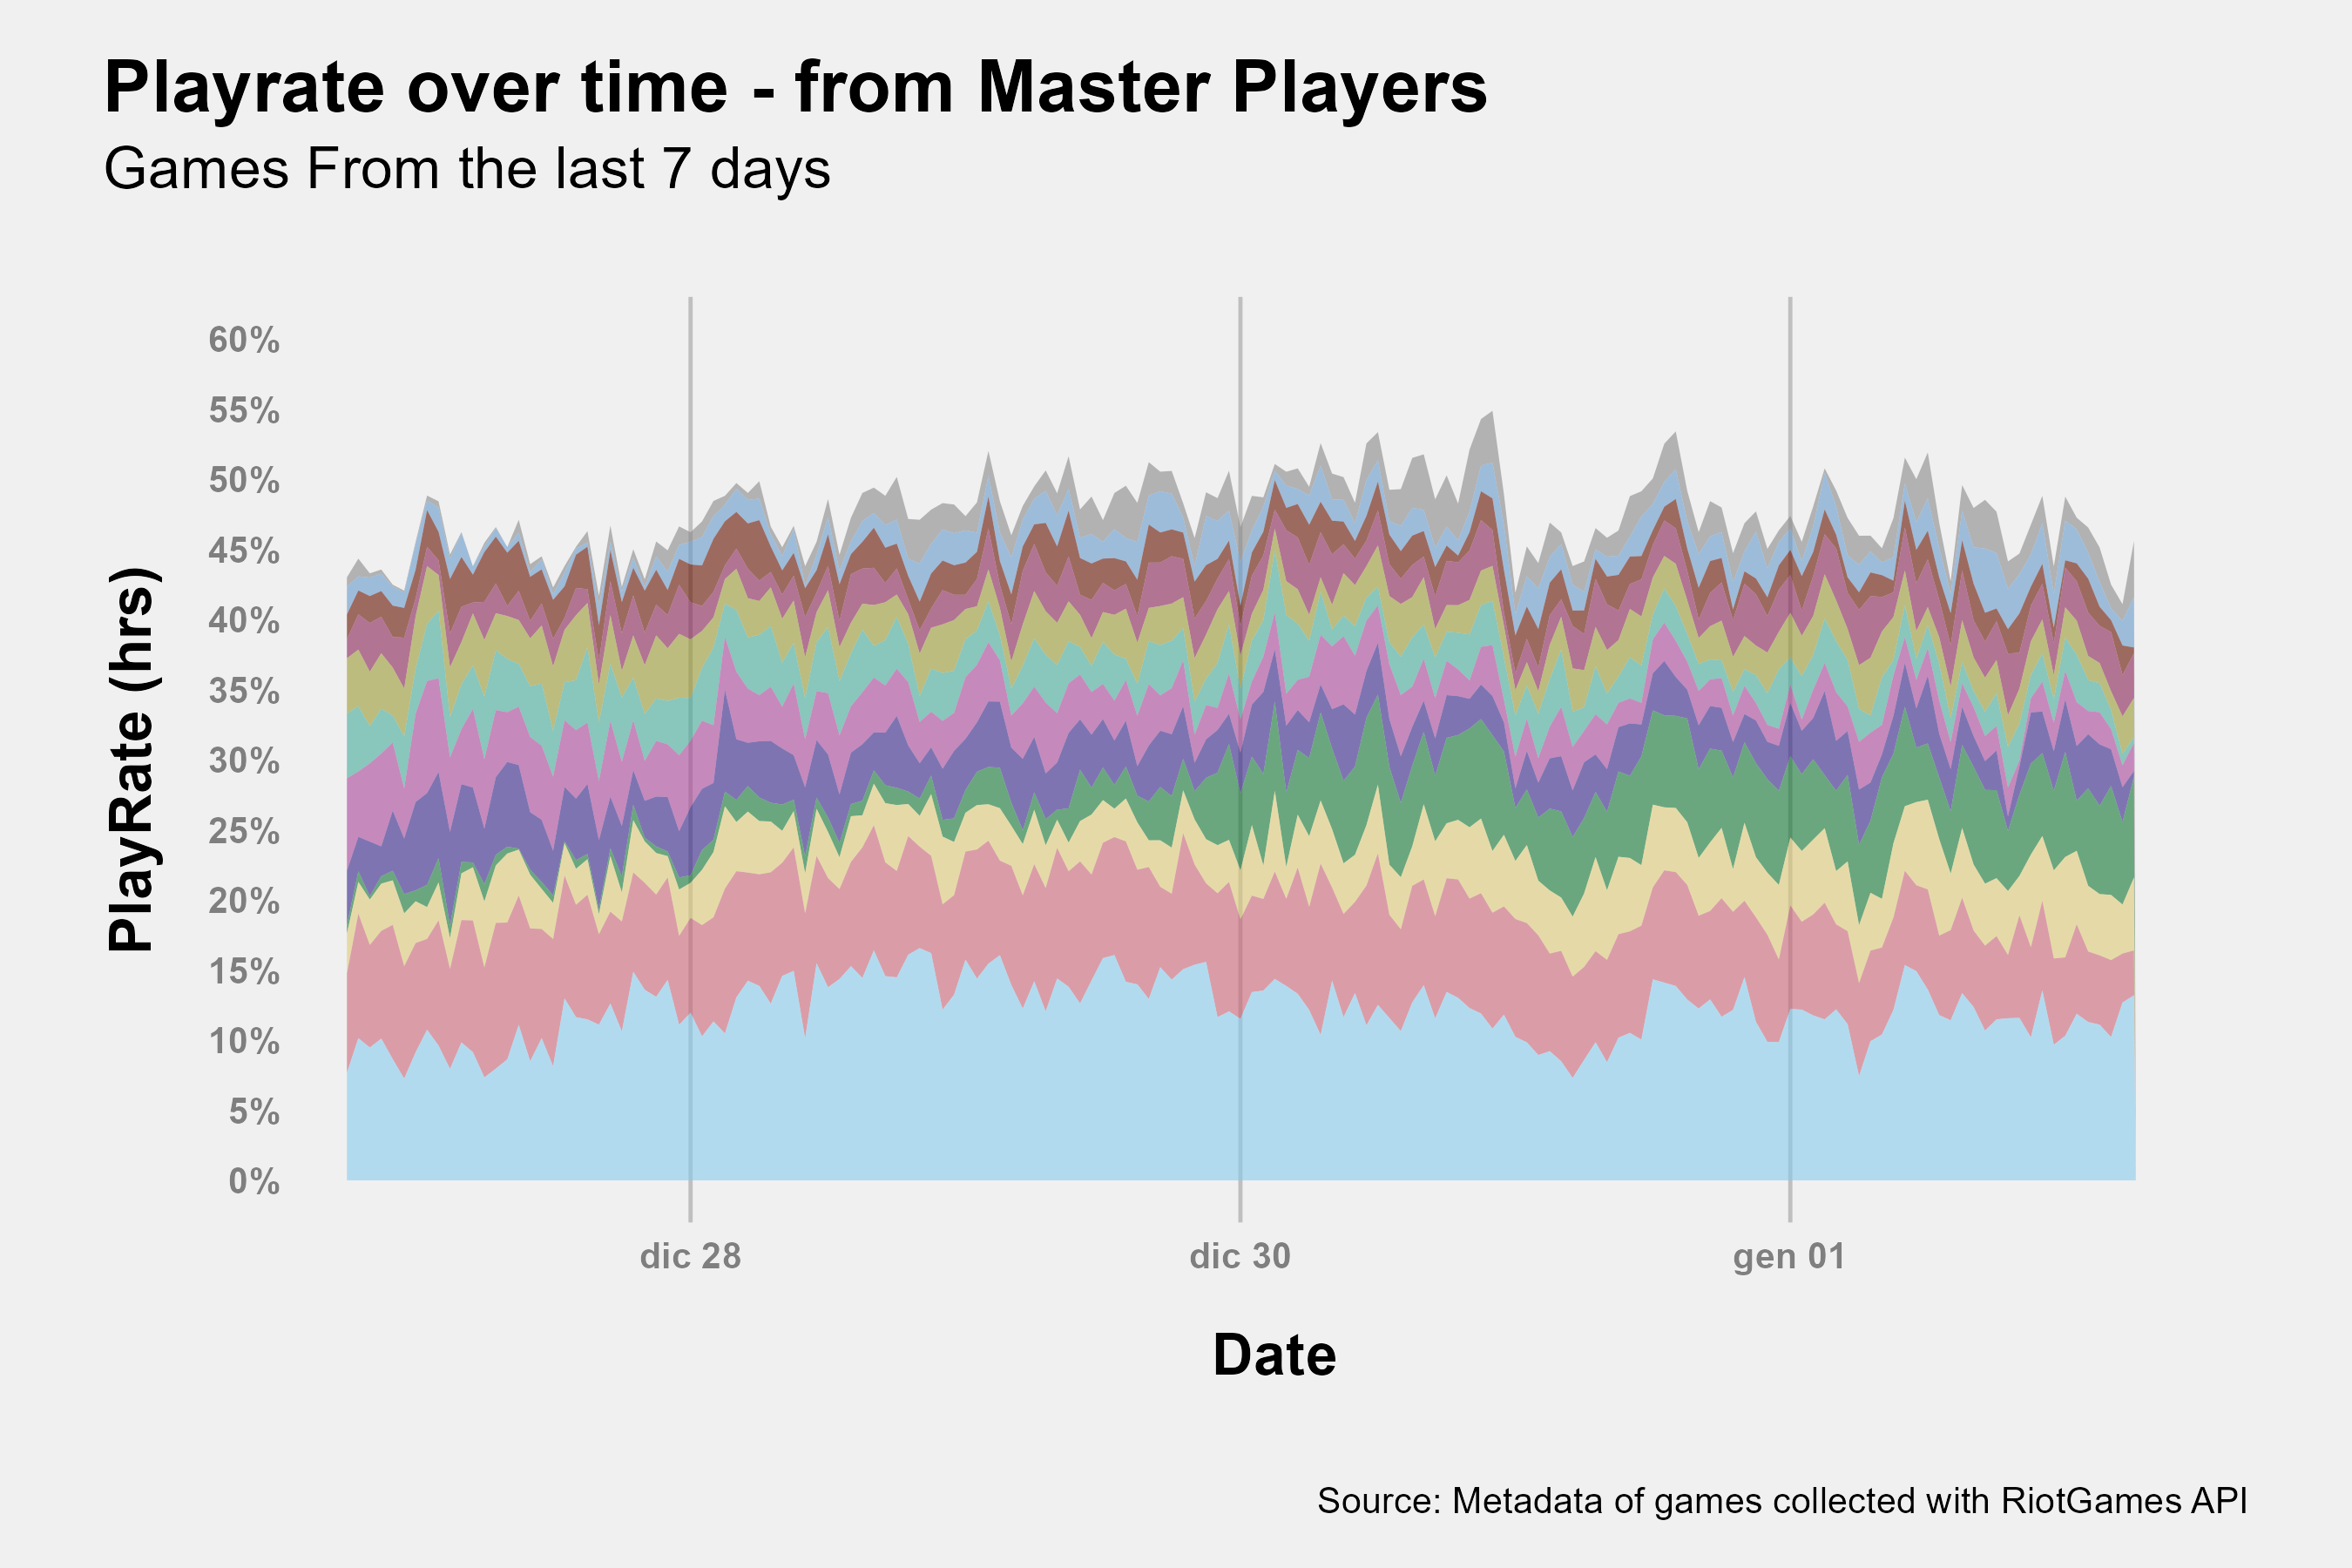 Playrate over time - from Master Players
Games From the last 7 days
PlayRate (hrs)
60%
55%
50%
45%
40%
35%
30%
25%
20%
15%
10%
5%
0%
dic 28
dic 30
gen 01
Date
Source: Metadata of games collected with RiotGames API